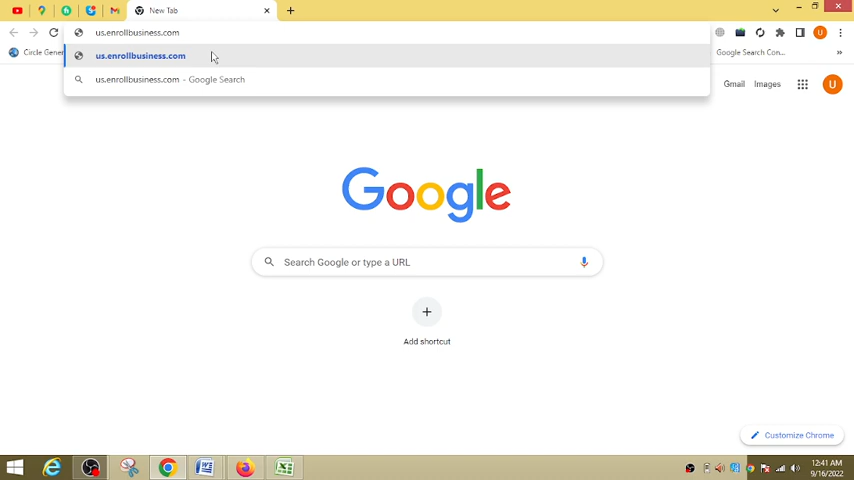 New Tab
us.enrollbusiness.com
Circle Gener
us.enrollbusiness.com
Google Search Con...
us.enrollbusiness.com - Google Search
Gmail Images
U
Google
Search Google or type a URL
Add shortcut
Customize Chrome
12:41 AM
9/16/2022